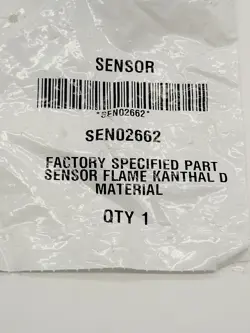 SENSOR
*SEN02662*
SEN02662
FACTORY SPECIFIED PART
SENSOR FLAME KANTHAL D
MATERIAL
QTY 1